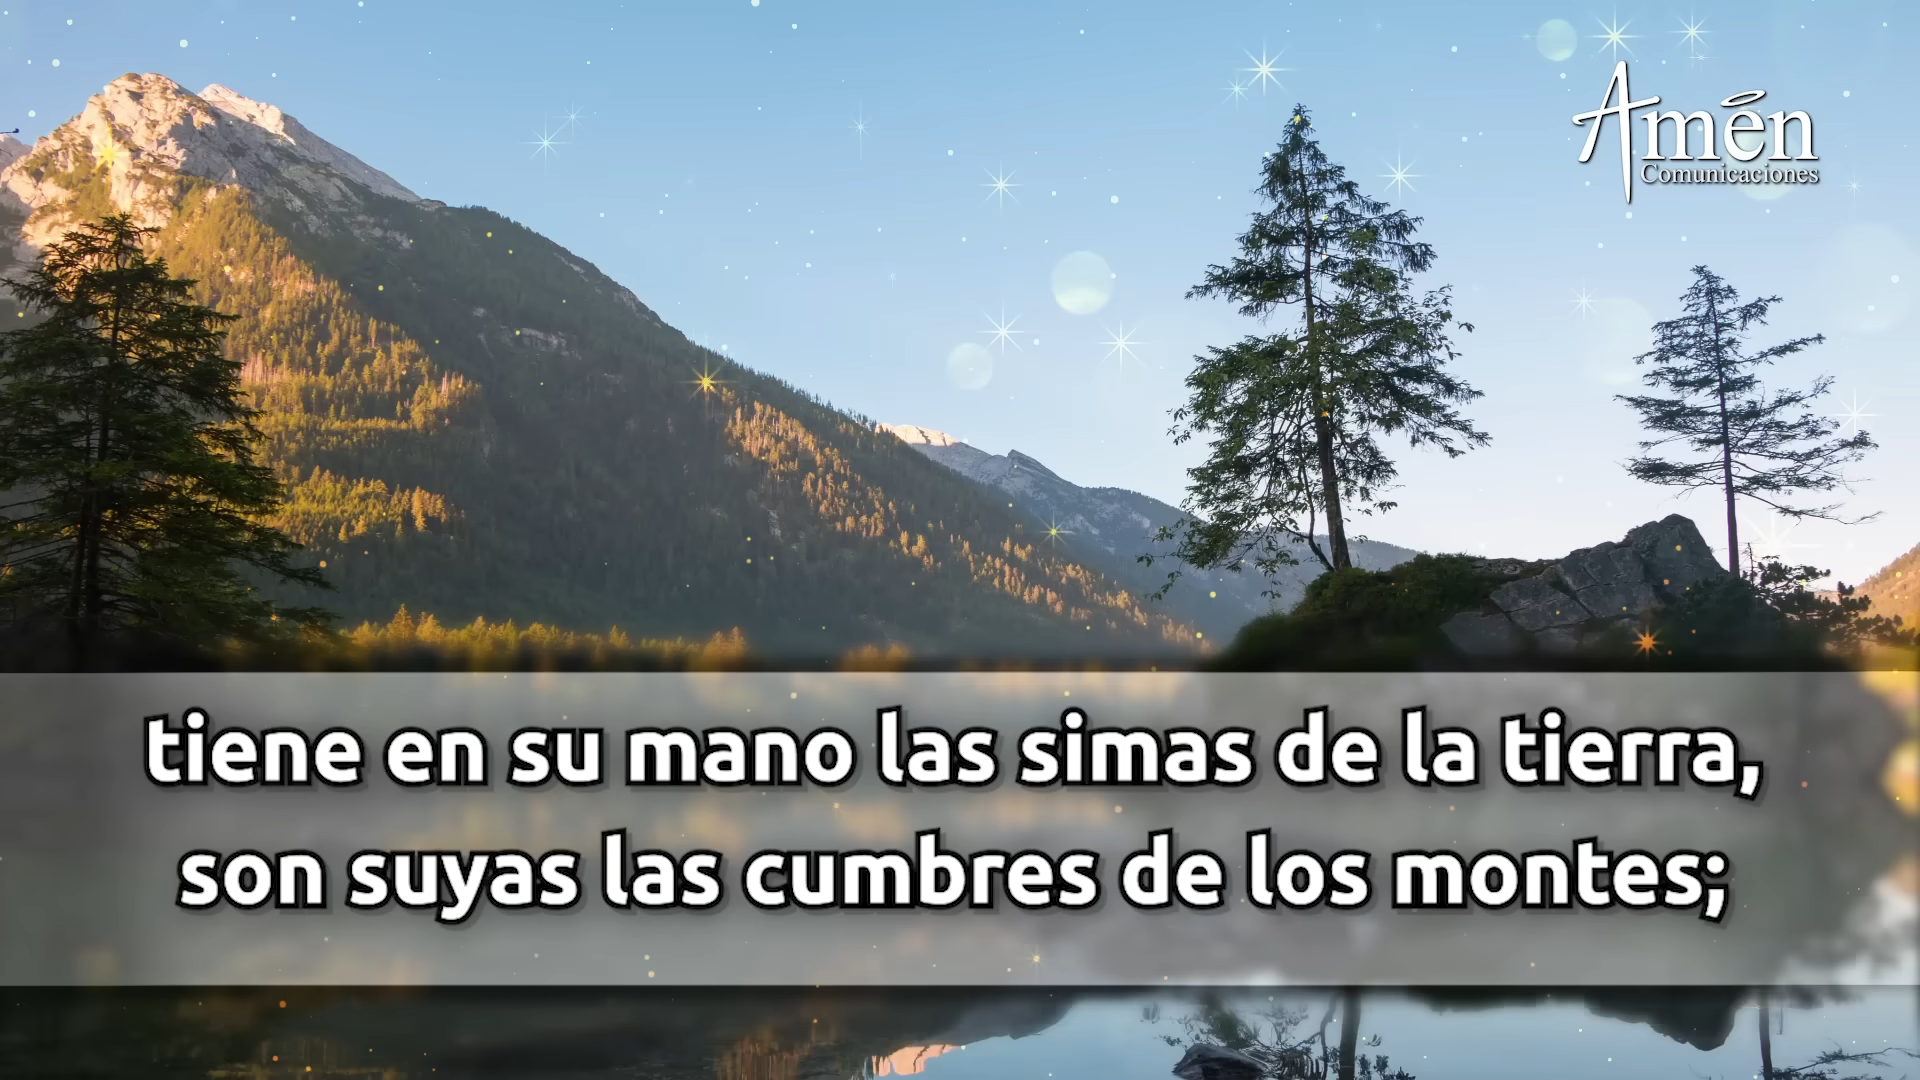 Amén
Comunicaciones
tiene en su mano las simas de la tierra,
son suyas las cumbres de los montes;